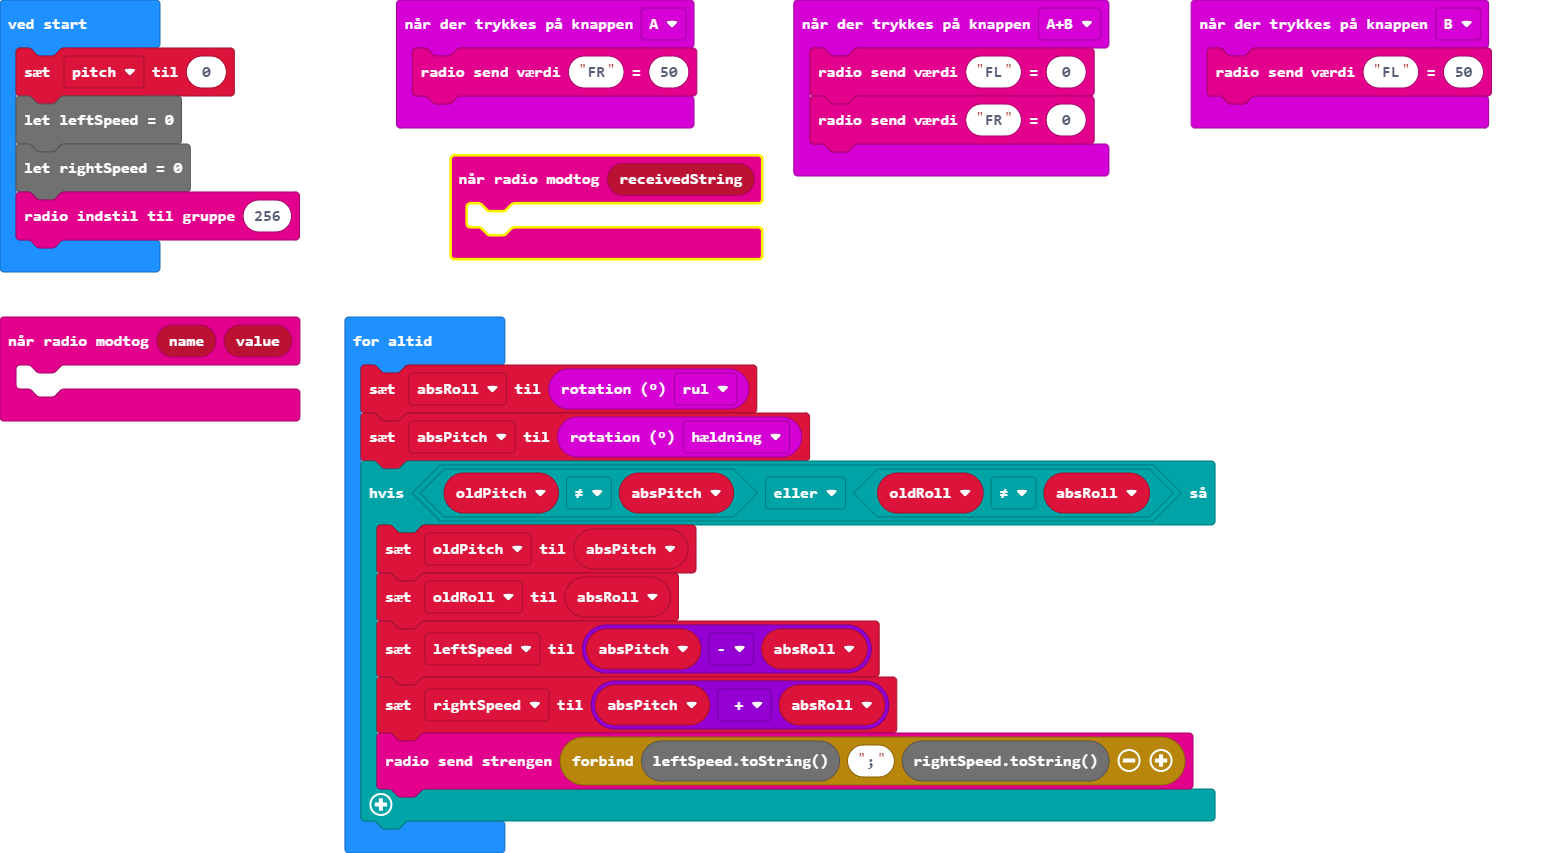 ved start
sæt pitch til 0
let leftSpeed = 0
let rightSpeed = 0
radio indstil til gruppe 256
når der trykkes på knappen A
radio send værdi "FR" = 50
når der trykkes på knappen A+B
radio send værdi "FL" = 0
radio send værdi "FR" = 0
når der trykkes på knappen B
radio send værdi "FL" = 50
når radio modtog receivedString
når radio modtog name value
for altid
sæt absRoll til rotation (º) rul
sæt absPitch til rotation (º) hældning
hvis oldPitch ≠ absPitch eller oldRoll ≠ absRoll så
sæt oldPitch til absPitch
sæt oldRoll til absRoll
sæt leftSpeed til absPitch - absRoll
sæt rightSpeed til absPitch + absRoll
radio send strengen forbind leftSpeed.toString() ";" rightSpeed.toString()